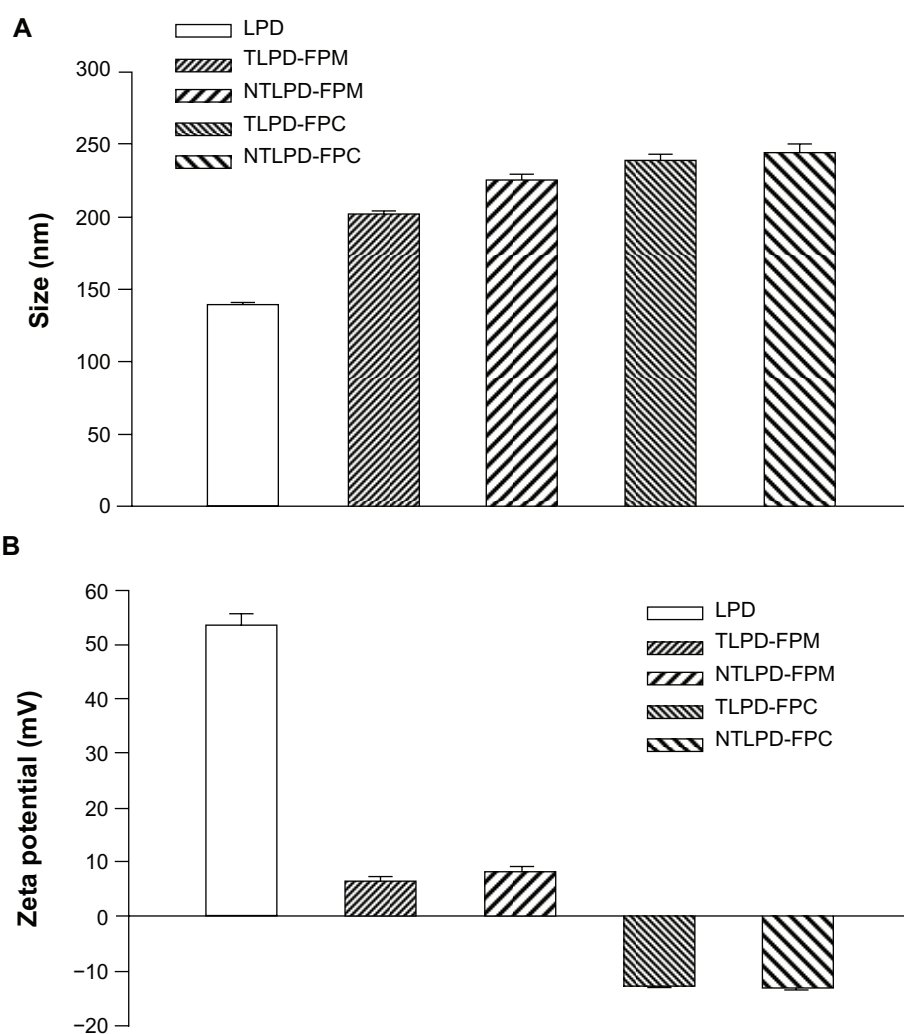 A
LPD
TLPD-FPM
NTLPD-FPM
TLPD-FPC
NTLPD-FPC
300
250
200
150
100
50
0
Size (nm)
B
60
50
40
30
20
10
0
−10
−20
Zeta potential (mV)
LPD
TLPD-FPM
NTLPD-FPM
TLPD-FPC
NTLPD-FPC